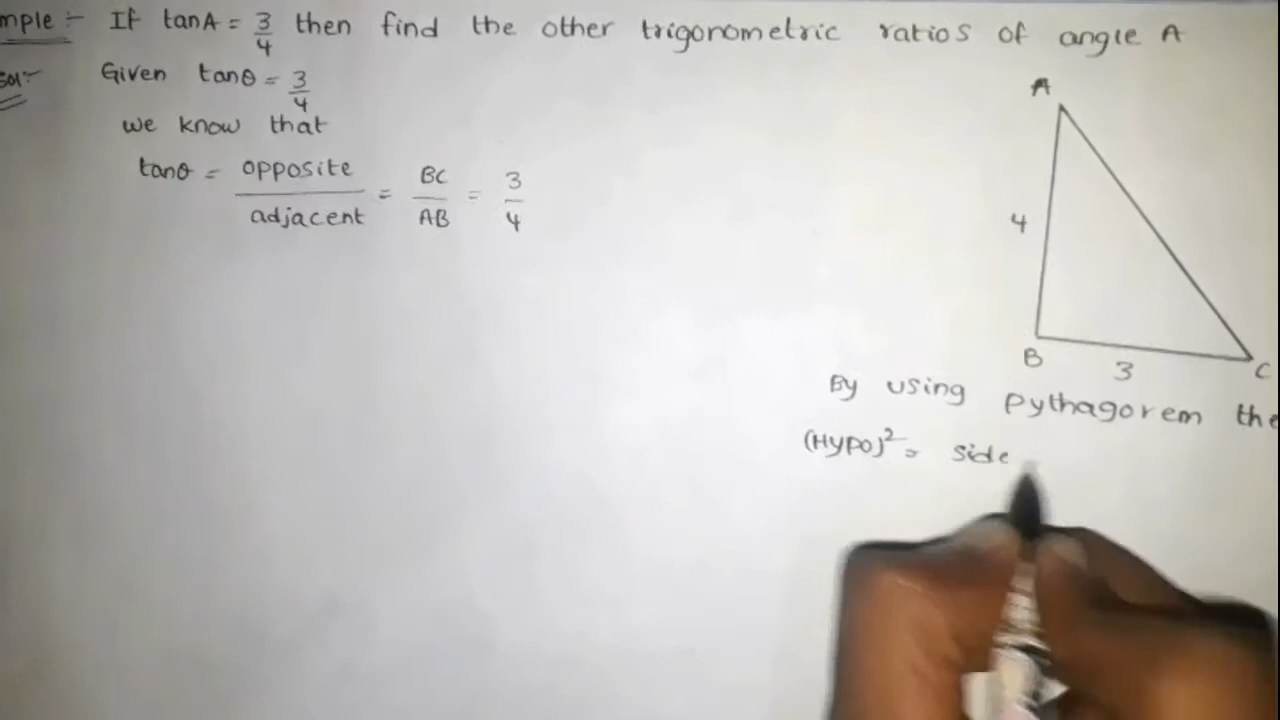 mple :- If tanA = 3/4 then find the other trigonometric ratios of angle A
sol:- Given tanθ = 3/4
we know that
tanθ = opposite/adjacent = BC/AB = 3/4
A
4
B 3 C
By using pythagorem the
(Hypo)² = side